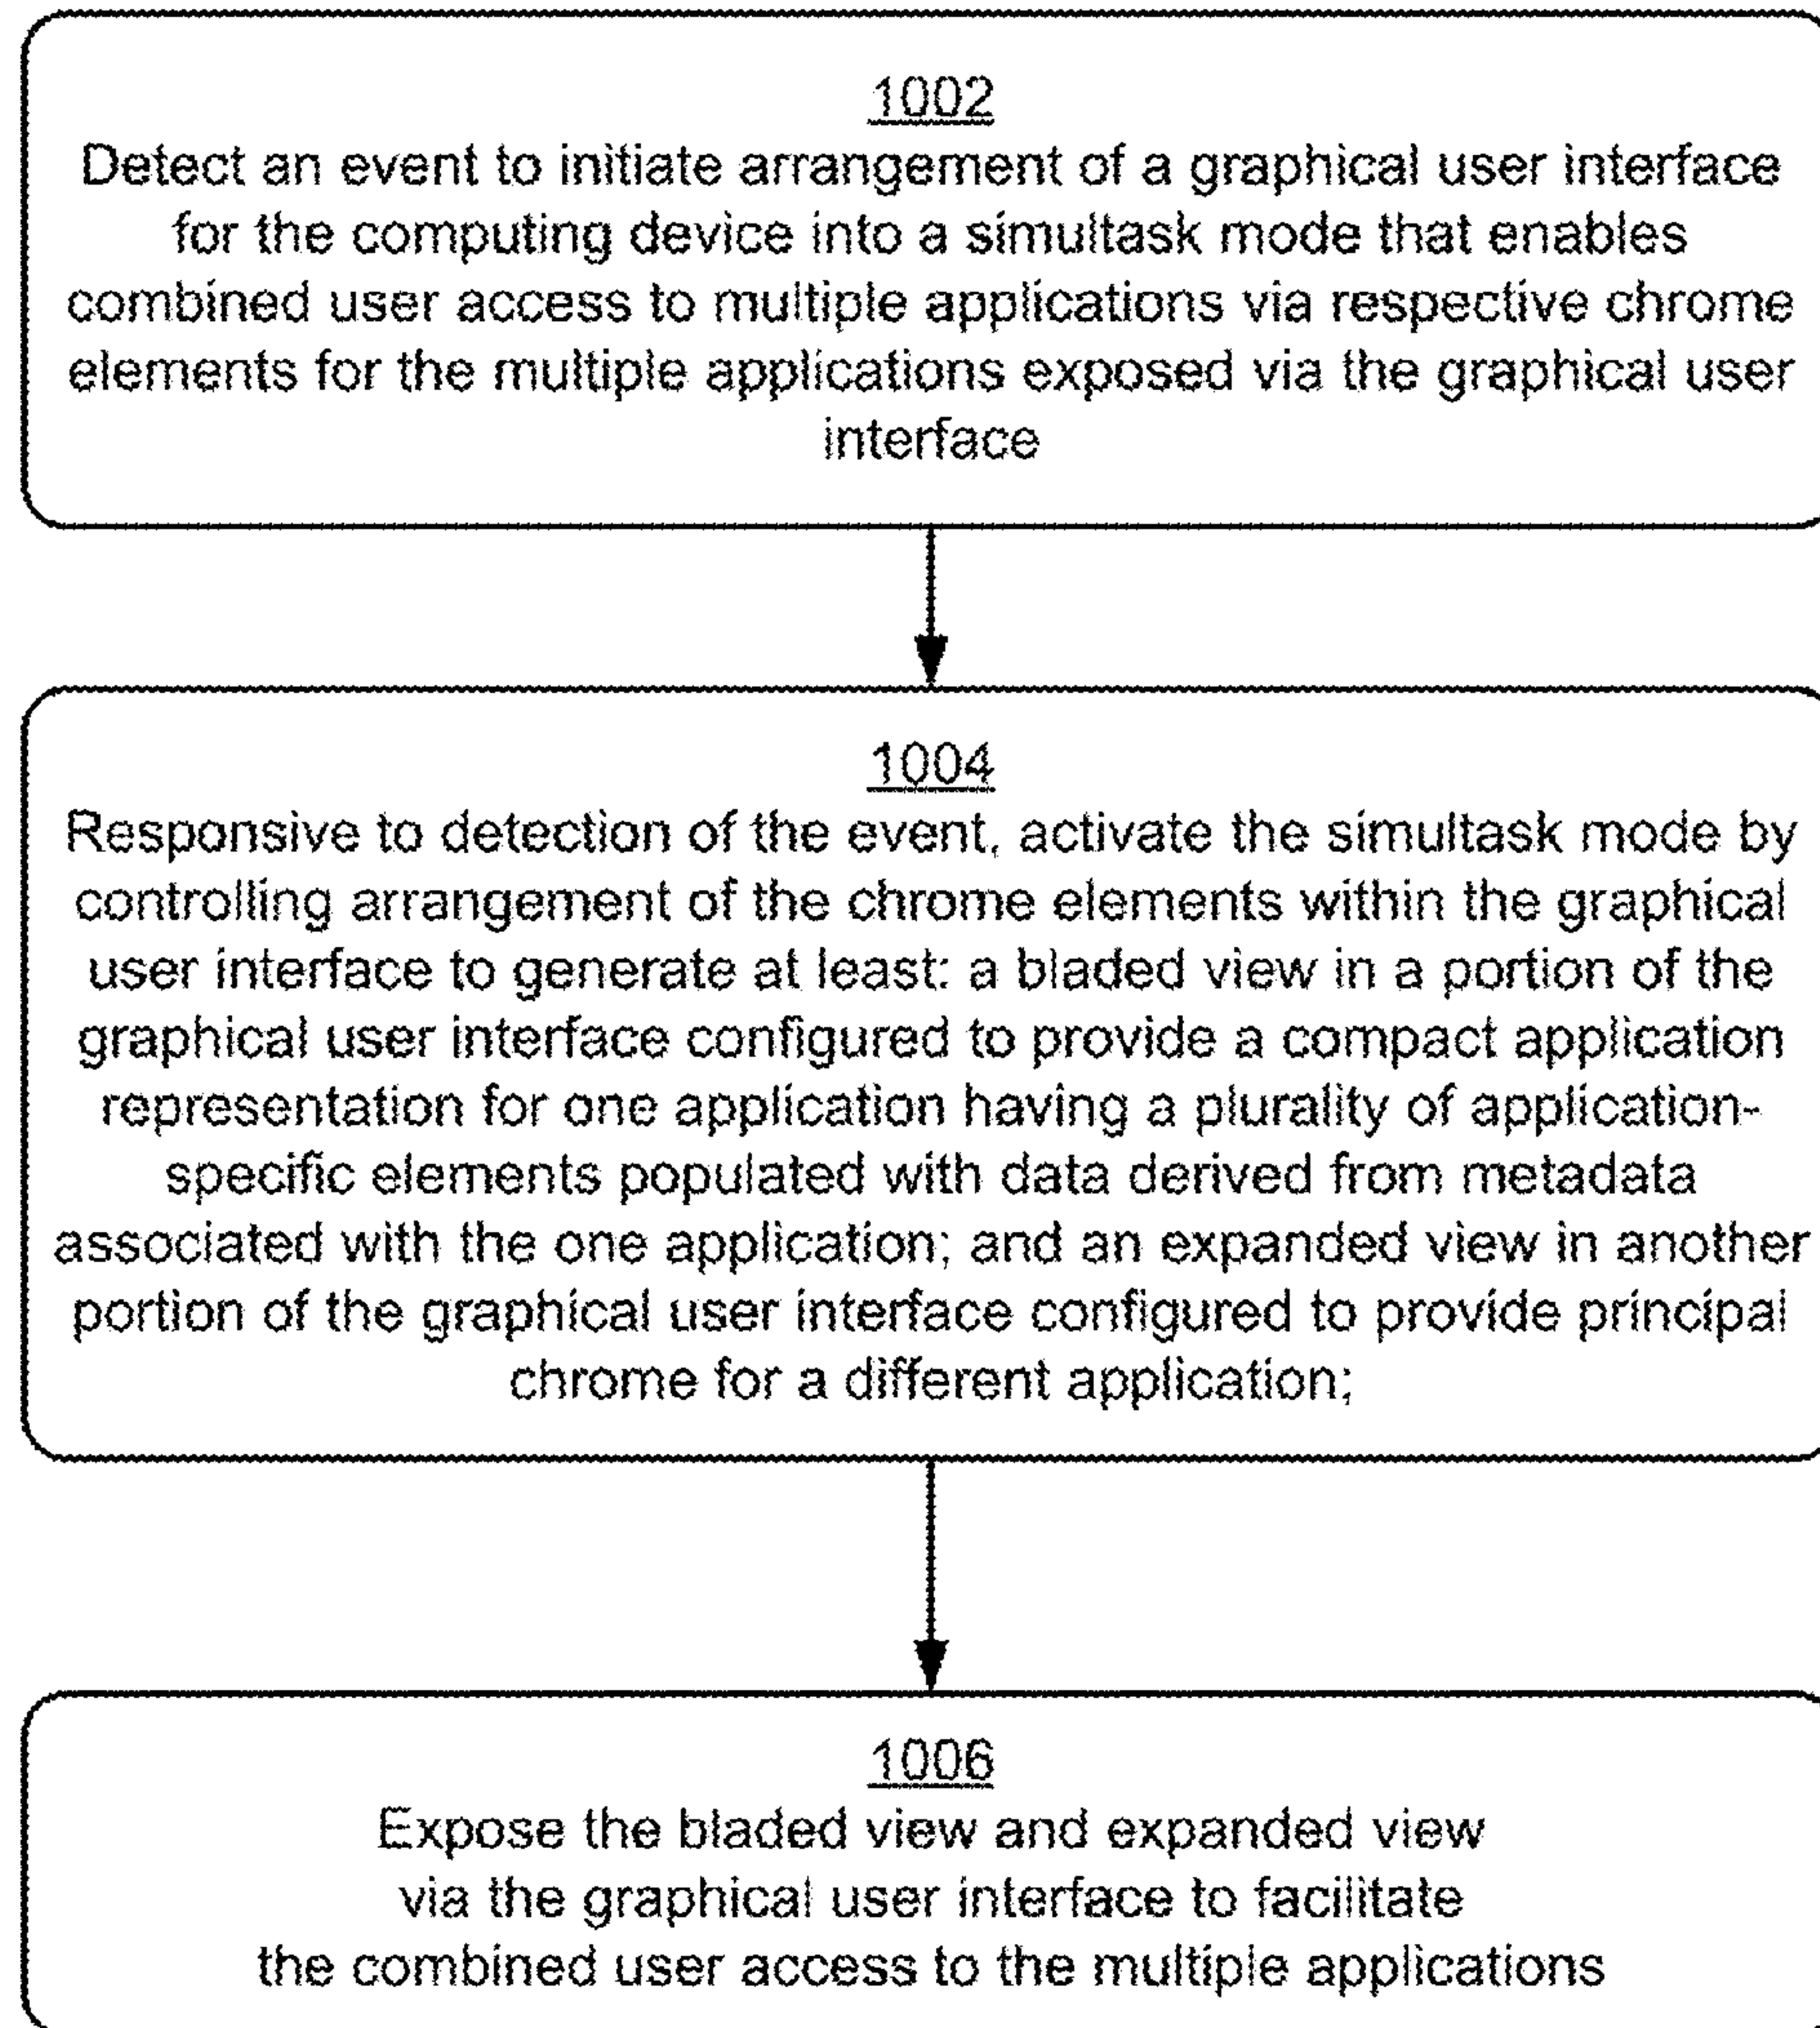 1002
Detect an event to initiate arrangement of a graphical user interface
for the computing device into a simultask mode that enables
combined user access to multiple applications via respective chrome
elements for the multiple applications exposed via the graphical user
interface
1004
Responsive to detection of the event, activate the simultask mode by
controlling arrangement of the chrome elements within the graphical
user interface to generate at least: a bladed view in a portion of the
graphical user interface configured to provide a compact application
representation for one application having a plurality of application-
specific elements populated with data derived from metadata
associated with the one application; and an expanded view in another
portion of the graphical user interface configured to provide principal
chrome for a different application;
1006
Expose the bladed view and expanded view
via the graphical user interface to facilitate
the combined user access to the multiple applications